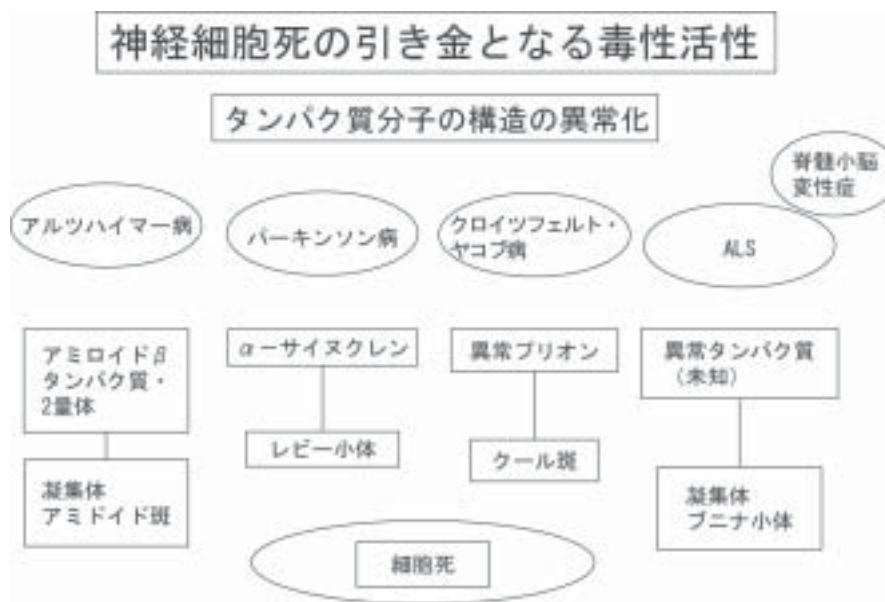 神経細胞死の引き金となる毒性活性
タンパク質分子の構造の異常化
脊髄小脳
変性症
アルツハイマー病
パーキンソン病
クロイツフェルト・
ヤコブ病
ALS
アミロイドβ
タンパク質・
2量体
α－サイヌクレン
異常プリオン
異常タンパク質
（未知）
レビー小体
クール斑
凝集体
アミドイド斑
凝集体
ブニナ小体
細胞死